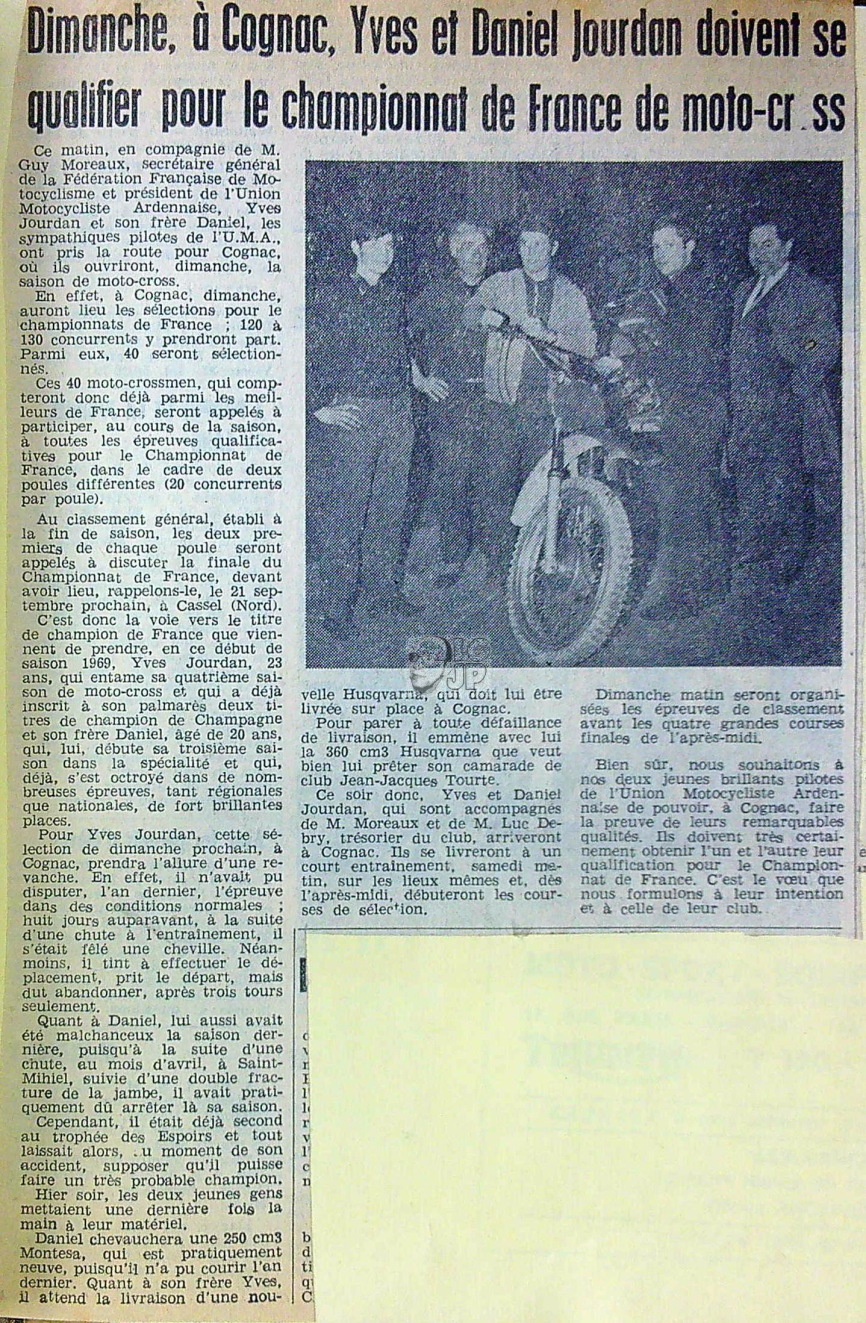 Dimanche, à Cognac, Yves et Daniel Jourdan doivent se
qualifier pour le championnat de France de moto-cr ss
Ce matin, en compagnie de M.
Guy Moreaux, secrétaire général
de la Fédération Française de Mo-
tocyclisme et président de l'Union
Motocycliste Ardennaise, Yves
Jourdan et son frère Daniel, les
sympathiques pilotes de l'U.M.A.,
ont pris la route pour Cognac,
où ils ouvriront, dimanche, la
saison de moto-cross.
En effet, à Cognac, dimanche,
auront lieu les sélections pour le
championnats de France ; 120 à
130 concurrents y prendront part.
Parmi eux, 40 seront sélection-
nés.
Ces 40 moto-crossmen, qui comp-
teront donc déjà parmi les meil-
leurs de France, seront appelés à
participer, au cours de la saison,
à toutes les épreuves qualifica-
tives pour le Championnat de
France, dans le cadre de deux
poules différentes (20 concurrents
par poule).
Au classement général, établi à
la fin de saison, les deux pre-
miers de chaque poule seront
appelés à discuter la finale du
Championnat de France, devant
avoir lieu, rappelons-le, le 21 sep-
tembre prochain, à Cassel (Nord).
C'est donc la voie vers le titre
de champion de France que vien-
nent de prendre, en ce début de
saison 1969, Yves Jourdan, 23
ans, qui entame sa quatrième sai-
son de moto-cross et qui a déjà
inscrit à son palmarès deux ti-
tres de champion de Champagne
et son frère Daniel, âgé de 20 ans,
qui, lui, débute sa troisième sai-
son dans la spécialité et qui,
déjà, s'est octroyé dans de nom-
breuses épreuves, tant régionales
que nationales, de fort brillantes
places.
Pour Yves Jourdan, cette sé-
lection de dimanche prochain, à
Cognac, prendra l'allure d'une re-
vanche. En effet, il n'avait pu
disputer, l'an dernier, l'épreuve
dans des conditions normales ;
huit jours auparavant, à la suite
d'une chute à l'entraînement, il
s'était fêlé une cheville. Néan-
moins, il tint à effectuer le dé-
placement, prit le départ, mais
dut abandonner, après trois tours
seulement.
Quant à Daniel, lui aussi avait
été malchanceux la saison der-
nière, puisqu'à la suite d'une
chute, au mois d'avril, à Saint-
Mihiel, suivie d'une double frac-
ture de la jambe, il avait prati-
quement dû arrêter là sa saison.
Cependant, il était déjà second
au trophée des Espoirs et tout
laissait alors, .u moment de son
accident, supposer qu'il puisse
faire un très probable champion.
Hier soir, les deux jeunes gens
mettaient une dernière fois la
main à leur matériel.
Daniel chevauchera une 250 cm3
Montesa, qui est pratiquement
neuve, puisqu'il n'a pu courir l'an
dernier. Quant à son frère Yves,
il attend la livraison d'une nou-
velle Husqvarna, qui doit lui être
livrée sur place à Cognac.
Pour parer à toute défaillance
de livraison, il emmène avec lui
la 360 cm3 Husqvarna que veut
bien lui prêter son camarade de
club Jean-Jacques Tourte.
Ce soir donc, Yves et Daniel
Jourdan, qui sont accompagnés
de M. Moreaux et de M. Luc De-
bry, trésorier du club, arriveront
à Cognac. Ils se livreront à un
court entraînement, samedi ma-
tin, sur les lieux mêmes et, dès
l'après-midi, débuteront les cour-
ses de sélection.
Dimanche matin seront organi-
sées les épreuves de classement
avant les quatre grandes courses
finales de l'après-midi.
Bien sûr, nous souhaitons à
nos deux jeunes brillants pilotes
de l'Union Motocycliste Arden-
naise de pouvoir, à Cognac, faire
la preuve de leurs remarquables
qualités. Ils doivent très certai-
nement obtenir l'un et l'autre leur
qualification pour le Champion-
nat de France. C'est le vœu que
nous formulons à leur intention
et à celle de leur club.
LC
JP